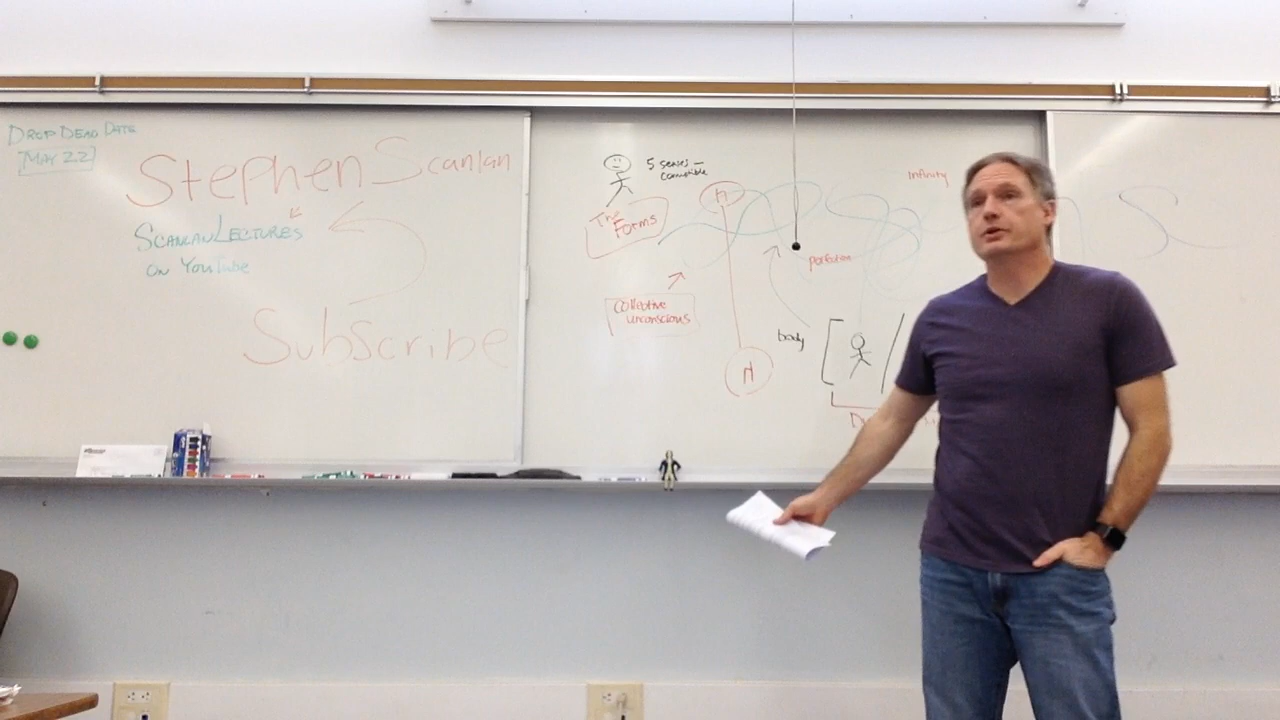 DROP DEAD DATE
MAY 22
Stephen Scanlan
SCANLANLECTURES
ON YOUTUBE
Subscribe
5 senses –
corruptible
The
Forms
H
infinity
perfection
Collective
unconscious
body
H
S